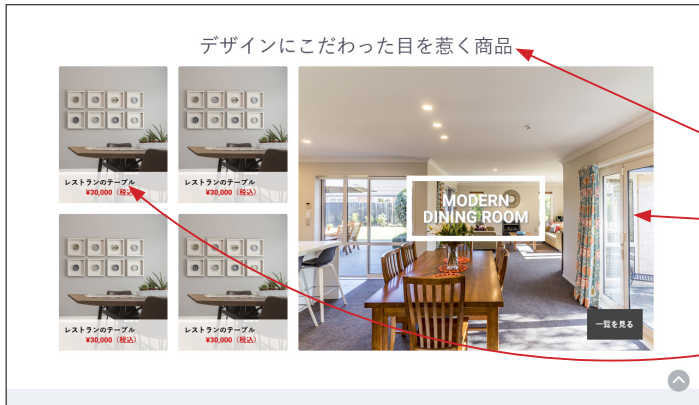 デザインにこだわった目を惹く商品
レストランのテーブル
¥30,000（税込）
レストランのテーブル
¥30,000（税込）
レストランのテーブル
¥30,000（税込）
レストランのテーブル
¥30,000（税込）
MODERN
DINING ROOM
一覧を見る